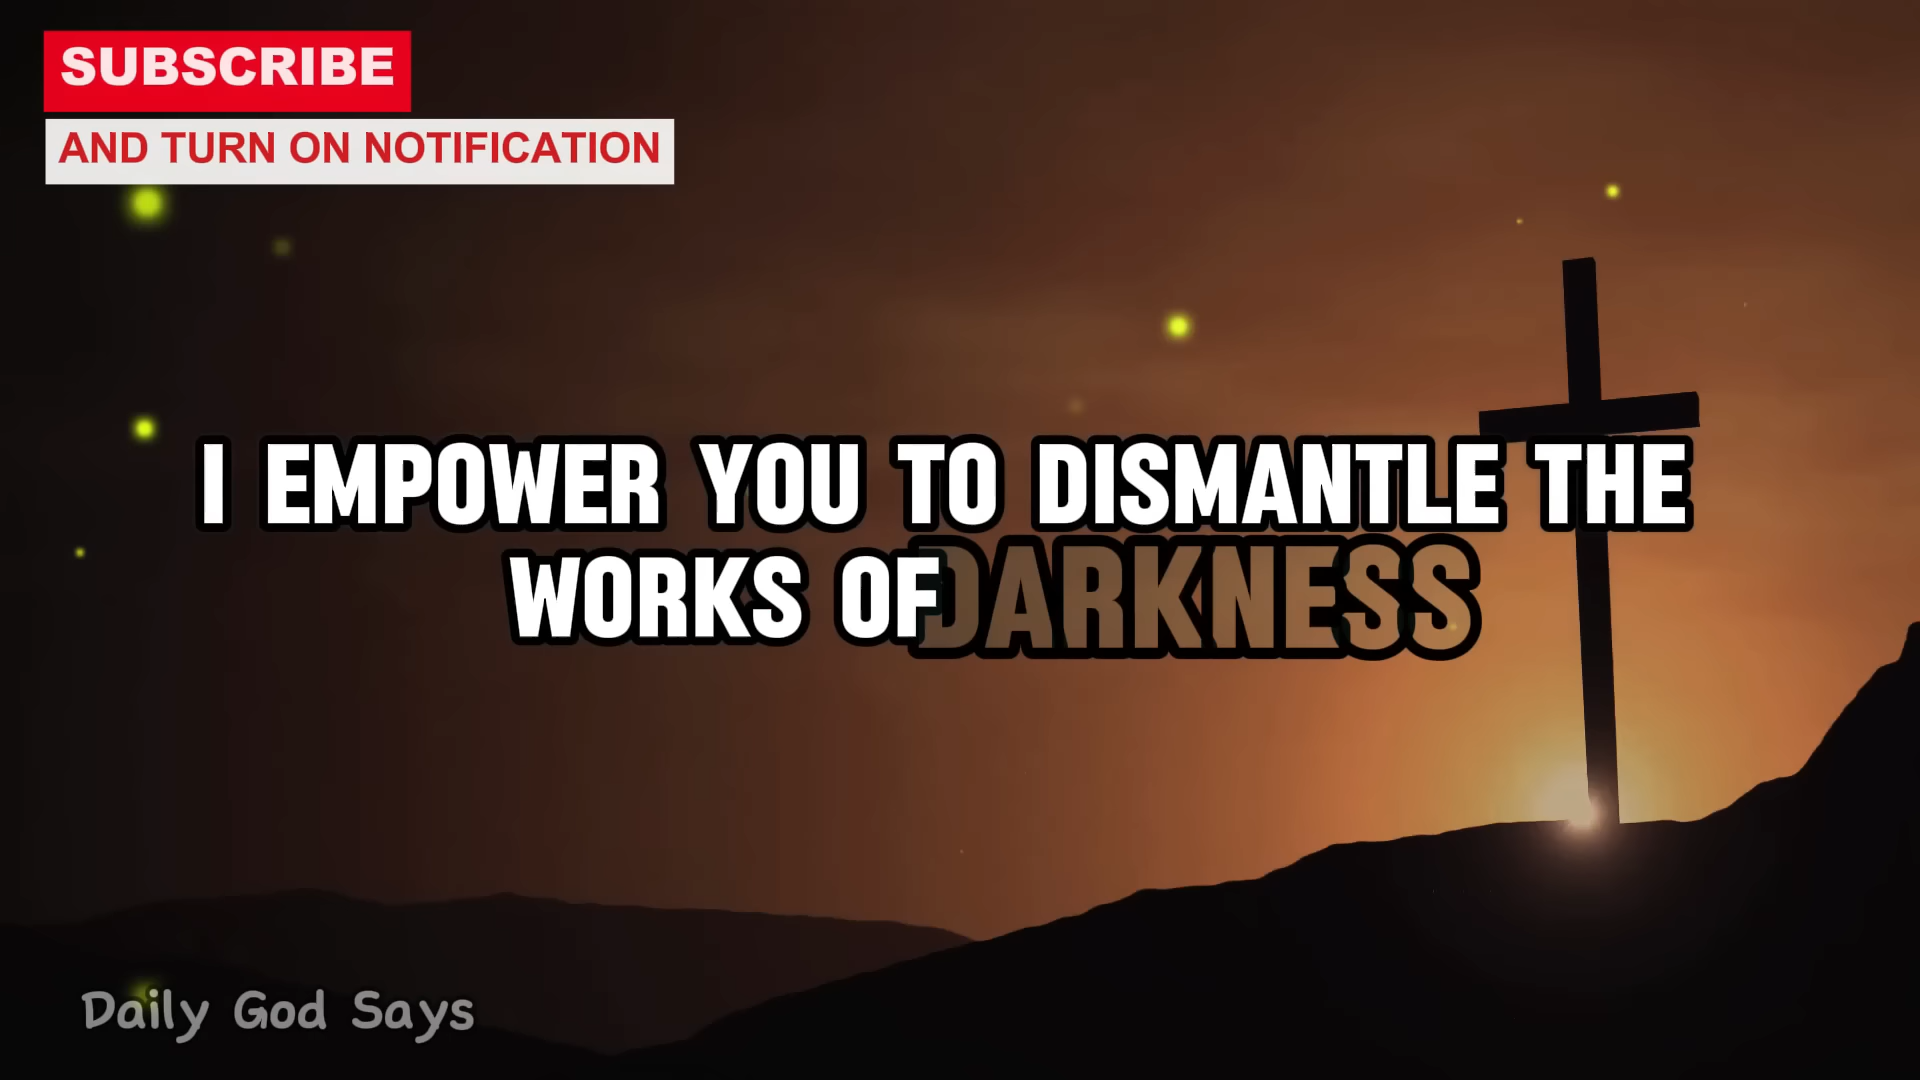 SUBSCRIBE
AND TURN ON NOTIFICATION
I EMPOWER YOU TO DISMANTLE THE
WORKS OF DARKNESS
Daily God Says